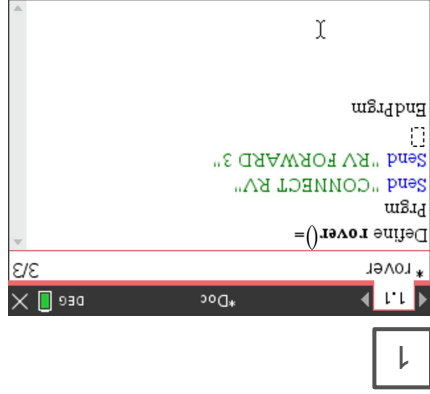 1
1.1 *Doc DEG
* rover 3/3
Define rover()=
Prgm
Send "CONNECT RV"
Send "RV FORWARD 3"
EndPrgm